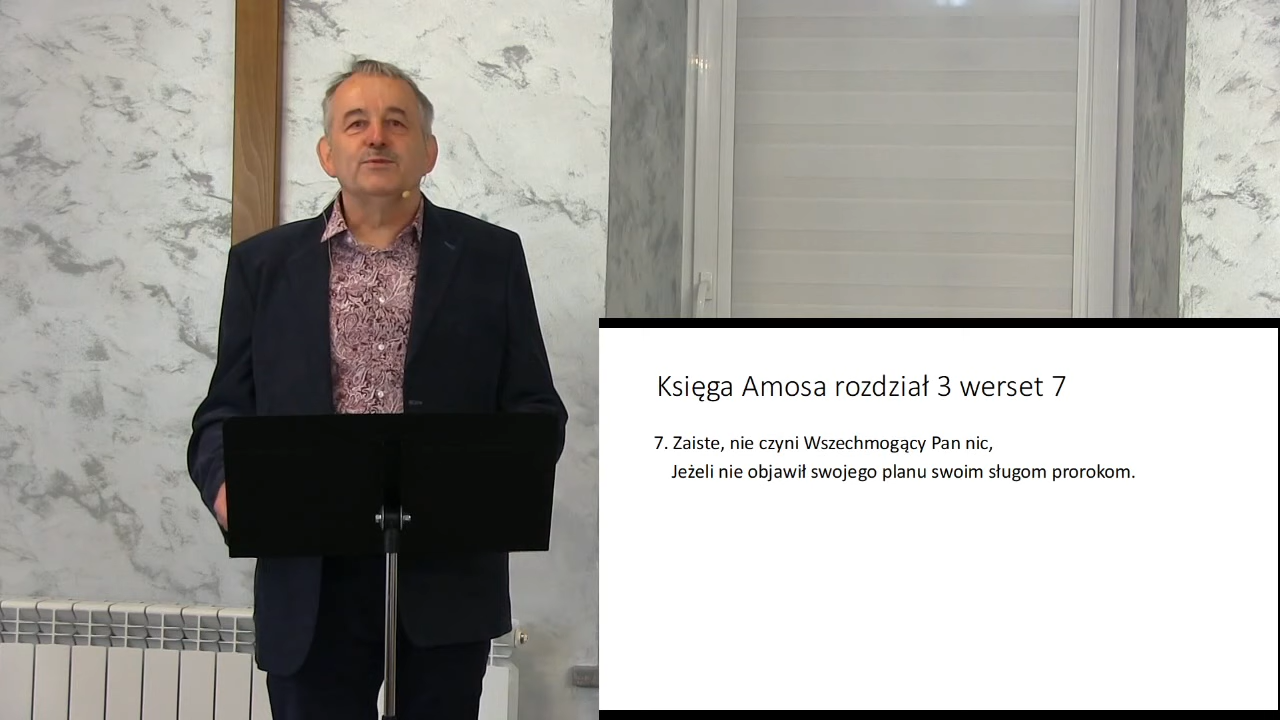 Księga Amosa rozdział 3 werset 7
7. Zaiste, nie czyni Wszechmogący Pan nic,
Jeżeli nie objawił swojego planu swoim sługom prorokom.